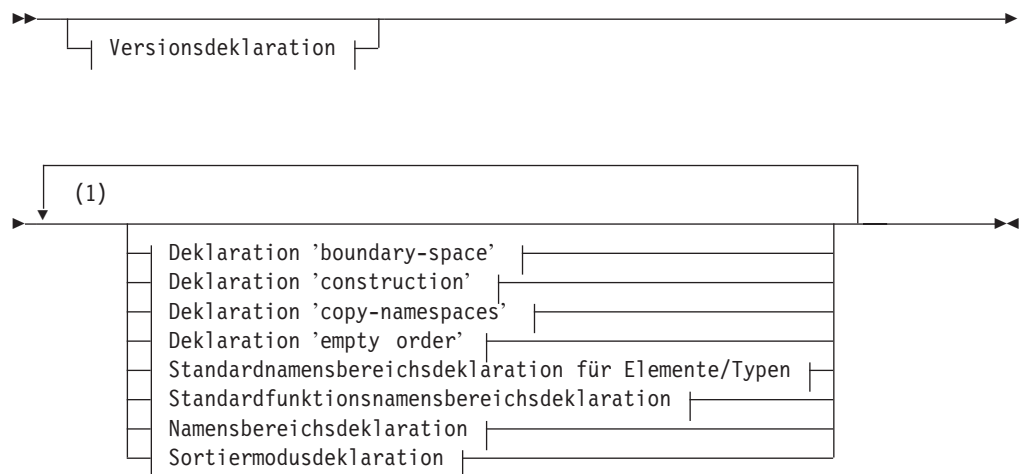 Versionsdeklaration
(1)
Deklaration ’boundary-space’
Deklaration ’construction’
Deklaration ’copy-namespaces’
Deklaration ’empty order’
Standardnamensbereichsdeklaration für Elemente/Typen
Standardfunktionsnamensbereichsdeklaration
Namensbereichsdeklaration
Sortiermodusdeklaration